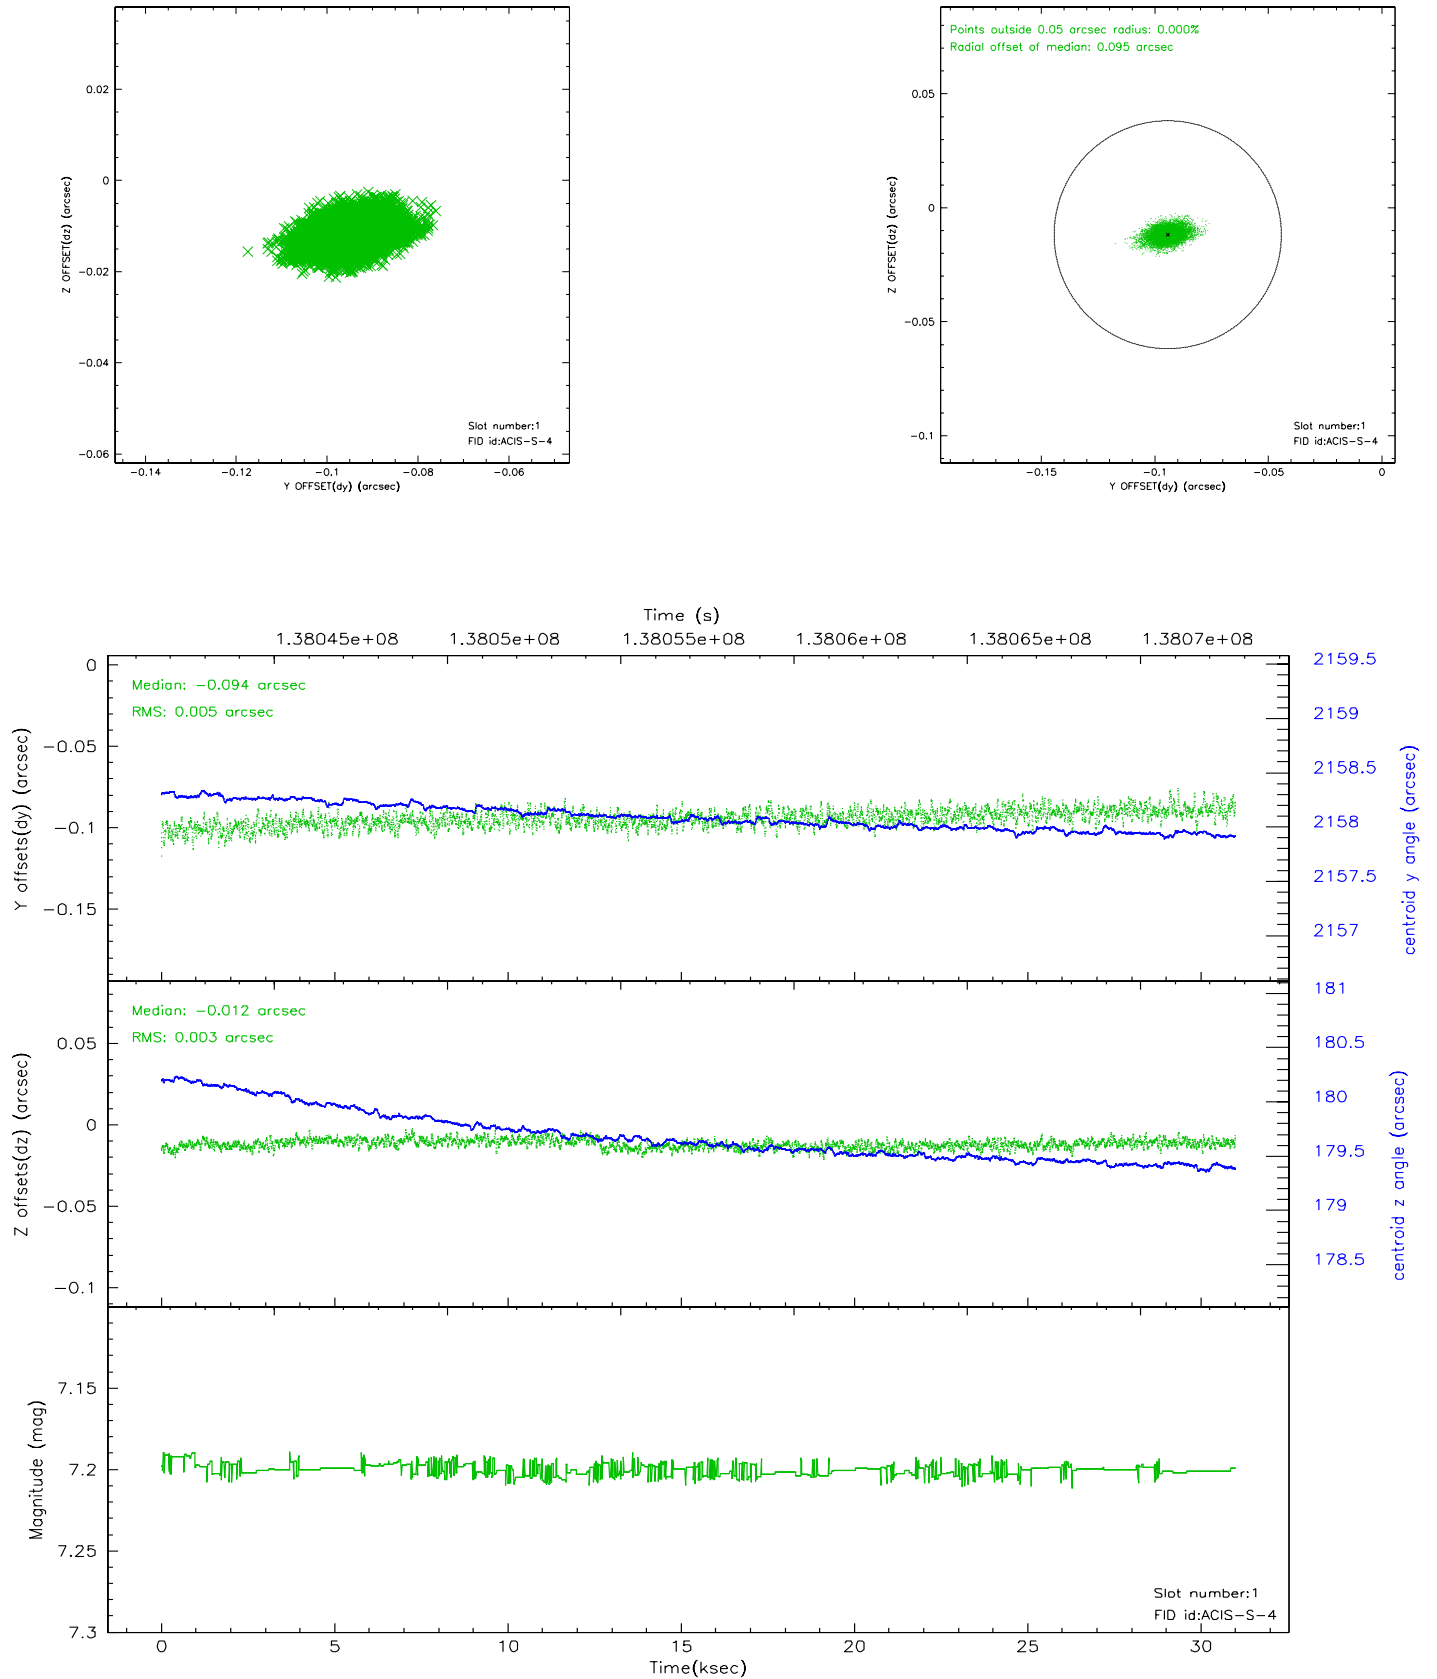 0.02
0
−0.02
−0.04
−0.06
Z OFFSET(dz) (arcsec)
Slot number:1
FID id:ACIS−S−4
−0.14 −0.12 −0.1 −0.08 −0.06
Y OFFSET(dy) (arcsec)
Points outside 0.05 arcsec radius: 0.000%
Radial offset of median: 0.095 arcsec
0.05
0
−0.05
−0.1
Z OFFSET(dz) (arcsec)
Slot number:1
FID id:ACIS−S−4
−0.15 −0.1 −0.05 0
Y OFFSET(dy) (arcsec)
Time (s)
1.38045e+08 1.3805e+08 1.38055e+08 1.3806e+08 1.38065e+08 1.3807e+08
Median: −0.094 arcsec
RMS: 0.005 arcsec
0
−0.05
−0.1
−0.15
Y offsets(dy) (arcsec)
2159.5
2159
2158.5
2158
2157.5
2157
centroid y angle (arcsec)
Median: −0.012 arcsec
RMS: 0.003 arcsec
0.05
0
−0.05
−0.1
Z offsets(dz) (arcsec)
181
180.5
180
179.5
179
178.5
centroid z angle (arcsec)
7.15
7.2
7.25
7.3
Magnitude (mag)
Slot number:1
FID id:ACIS−S−4
0 5 10 15 20 25 30
Time(ksec)